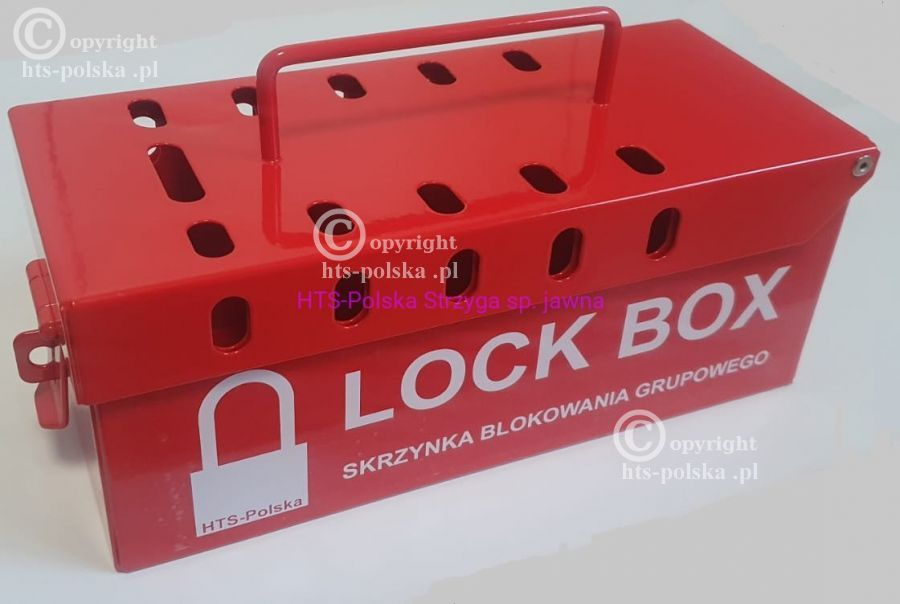 © opyright
hts-polska .pl
© opyright
hts-polska .pl
HTS-Polska Strzyga sp. jawna
LOCK BOX
SKRZYNKA BLOKOWANIA GRUPOWEGO
© opyright
hts-polska .pl
HTS-Polska